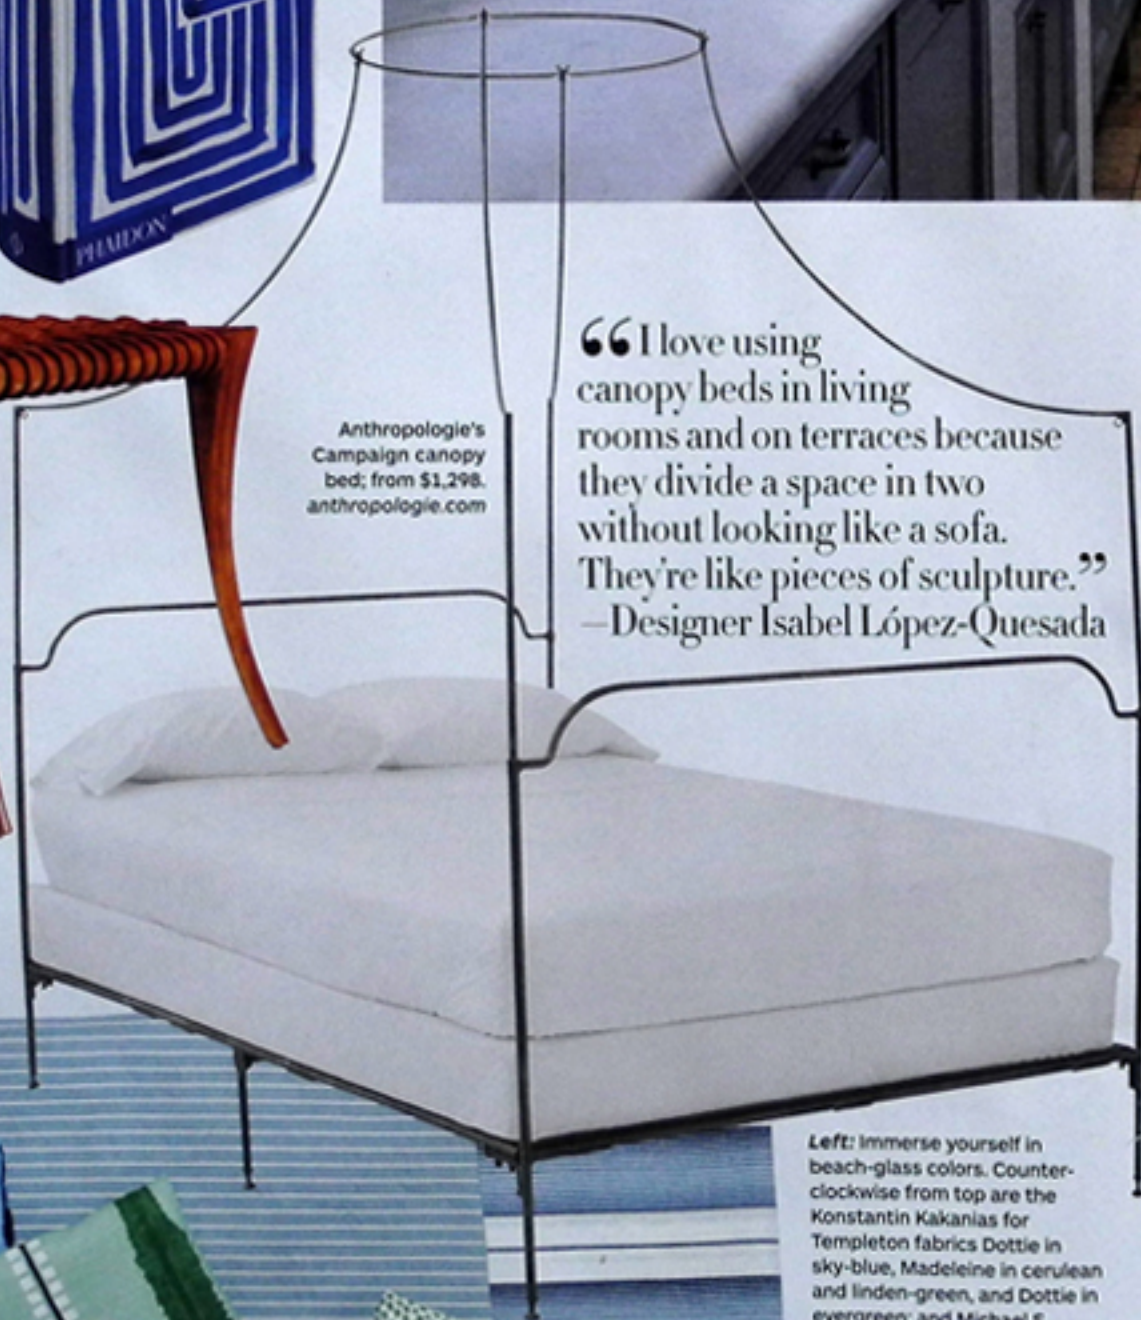 PHAIDON
“I love using
canopy beds in living
rooms and on terraces because
they divide a space in two
without looking like a sofa.
They're like pieces of sculpture.”
—Designer Isabel López-Quesada
Anthropologie's
Campaign canopy
bed; from $1,298.
anthropologie.com
Left: Immerse yourself in
beach-glass colors. Counter-
clockwise from top are the
Konstantin Kakanias for
Templeton fabrics Dottie in
sky-blue, Madeleine in cerulean
and linden-green, and Dottie in
evergreen; and Michael S.